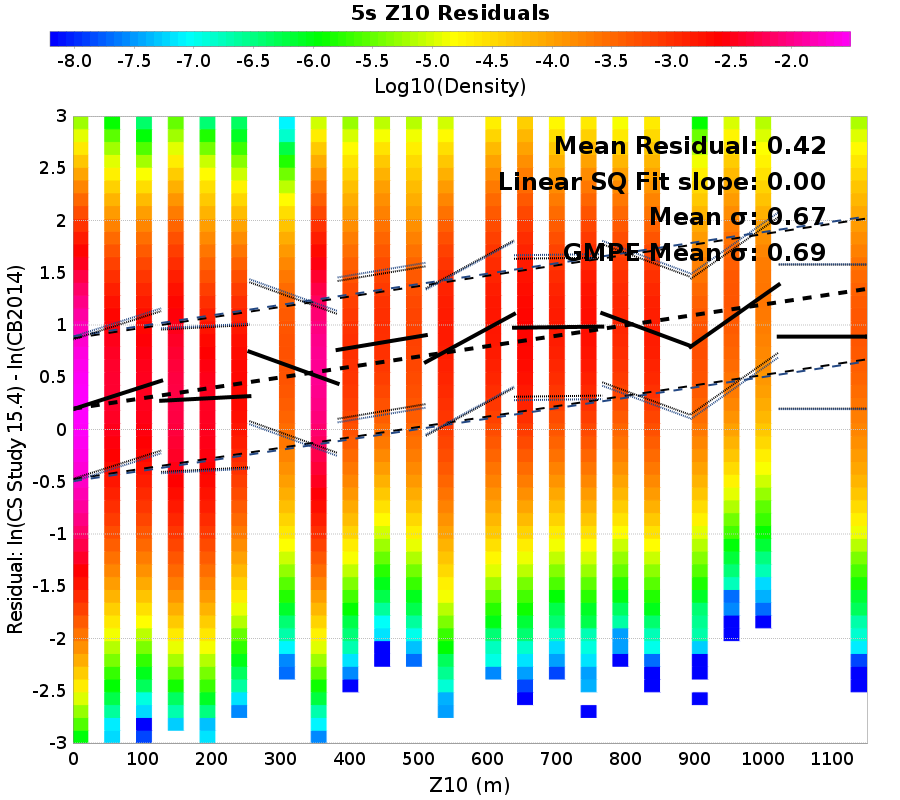 5s Z10 Residuals
-8.0 -7.5 -7.0 -6.5 -6.0 -5.5 -5.0 -4.5 -4.0 -3.5 -3.0 -2.5 -2.0
Log10(Density)
Mean Residual: 0.42
Linear SQ Fit slope: 0.00
Mean σ: 0.67
GMPE Mean σ: 0.69
3
2.5
2
1.5
1
0.5
0
-0.5
-1
-1.5
-2
-2.5
-3
Residual: ln(CS Study 15.4) - ln(CB2014)
0 100 200 300 400 500 600 700 800 900 1000 1100
Z10 (m)